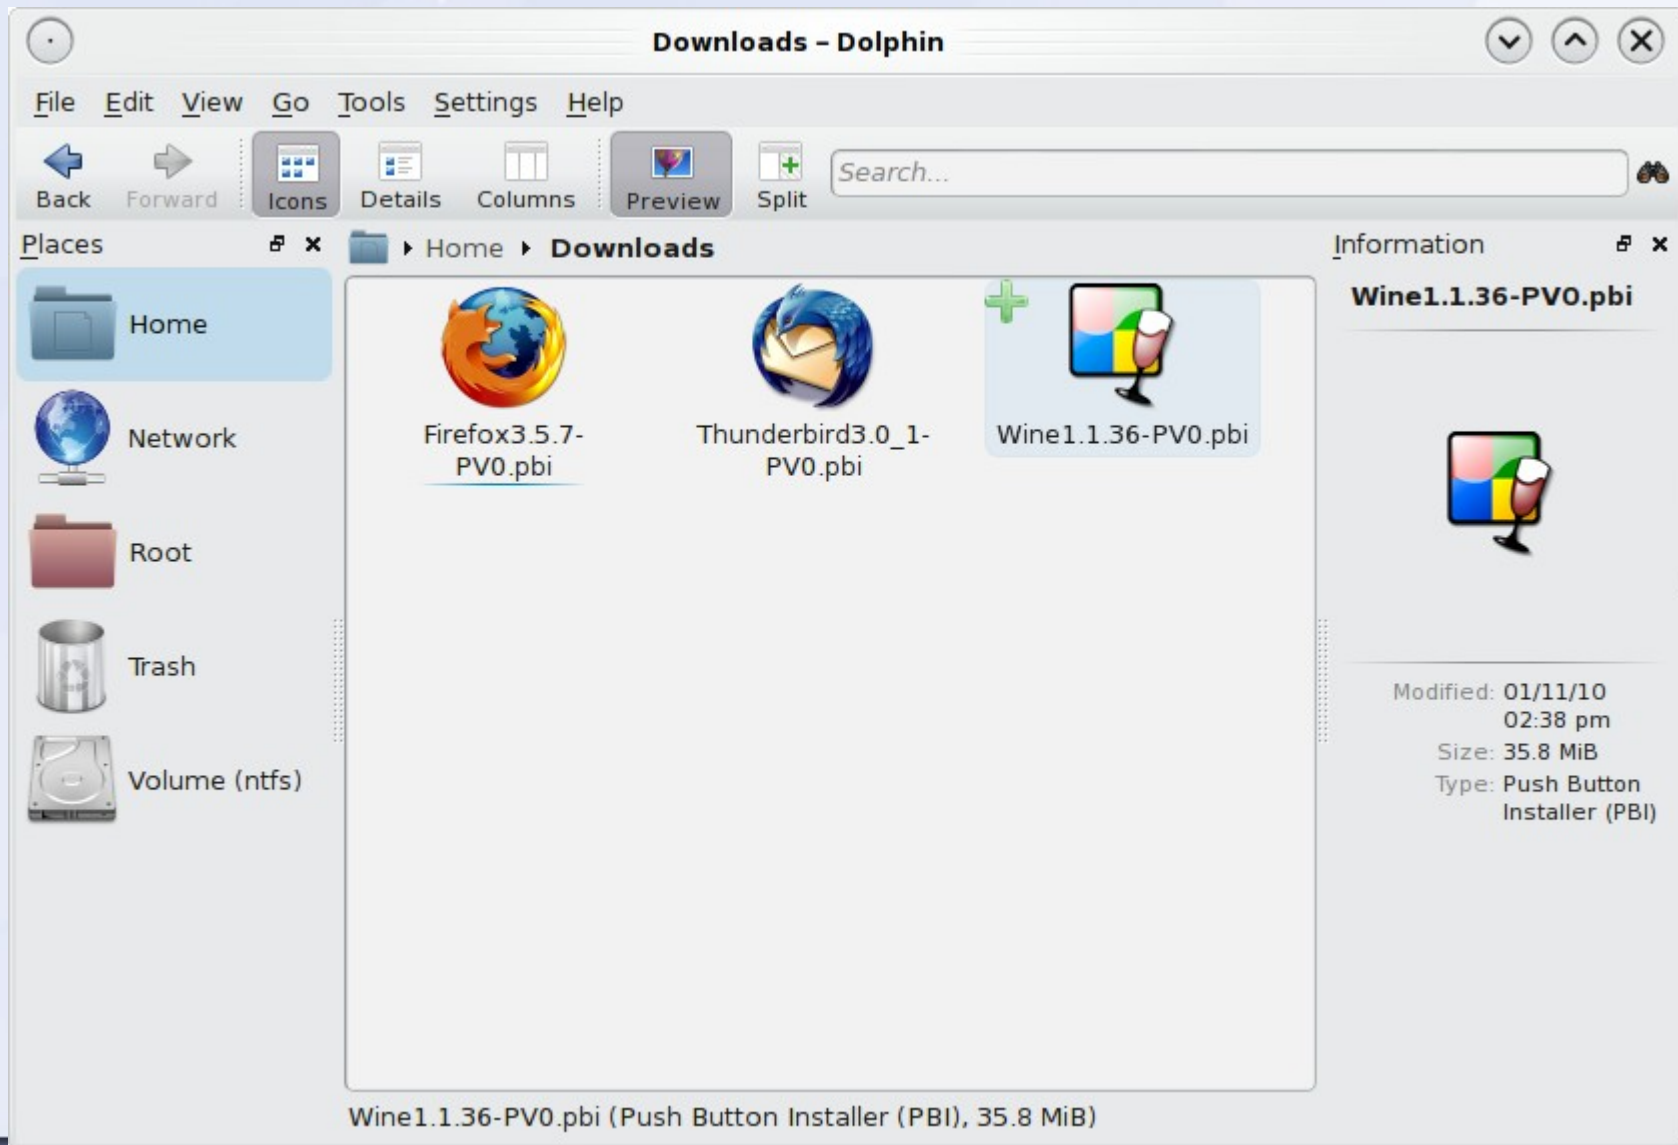 Downloads – Dolphin
File Edit View Go Tools Settings Help
Back Forward Icons Details Columns Preview Split Search...
Places
Home
Network
Root
Trash
Volume (ntfs)
Home Downloads
Firefox3.5.7-
PV0.pbi
Thunderbird3.0_1-
PV0.pbi
Wine1.1.36-PV0.pbi
Information
Wine1.1.36-PV0.pbi
Modified: 01/11/10
02:38 pm
Size: 35.8 MiB
Type: Push Button
Installer (PBI)
Wine1.1.36-PV0.pbi (Push Button Installer (PBI), 35.8 MiB)